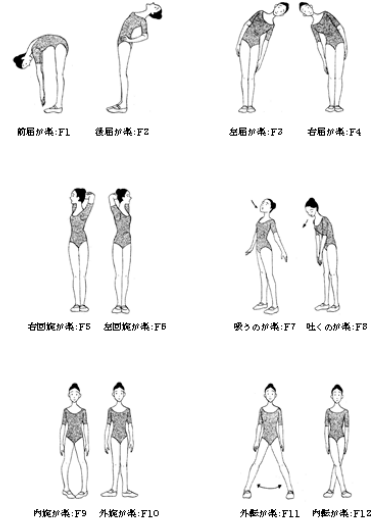 前屈が楽:F1
後屈が楽:F2
左屈が楽:F3
右屈が楽:F4
右回旋が楽:F5
左回旋が楽:F6
吸うのが楽:F7
吐くのが楽:F8
内旋が楽:F9
外旋が楽:F10
外転が楽:F11
内転が楽:F12